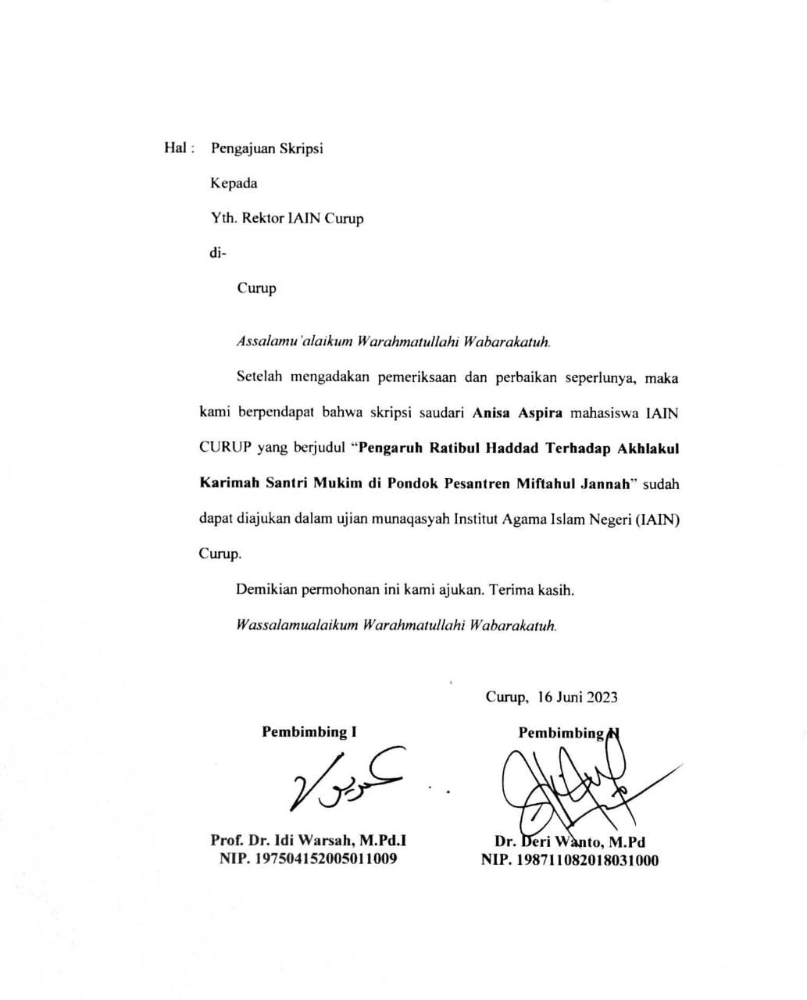 Hal : Pengajuan Skripsi
Kepada
Yth. Rektor IAIN Curup
di-
Curup
Assalamu'alaikum Warahmatullahi Wabarakatuh.
Setelah mengadakan pemeriksaan dan perbaikan seperlunya, maka
kami berpendapat bahwa skripsi saudari Anisa Aspira mahasiswa IAIN
CURUP yang berjudul “Pengaruh Ratibul Haddad Terhadap Akhlakul
Karimah Santri Mukim di Pondok Pesantren Miftahul Jannah” sudah
dapat diajukan dalam ujian munaqasyah Institut Agama Islam Negeri (IAIN)
Curup.
Demikian permohonan ini kami ajukan. Terima kasih.
Wassalamualaikum Warahmatullahi Wabarakatuh.
Curup, 16 Juni 2023
Pembimbing I
Pembimbing II
Prof. Dr. Idi Warsah, M.Pd.I
NIP. 197504152005011009
Dr. Deri Wanto, M.Pd
NIP. 198711082018031000